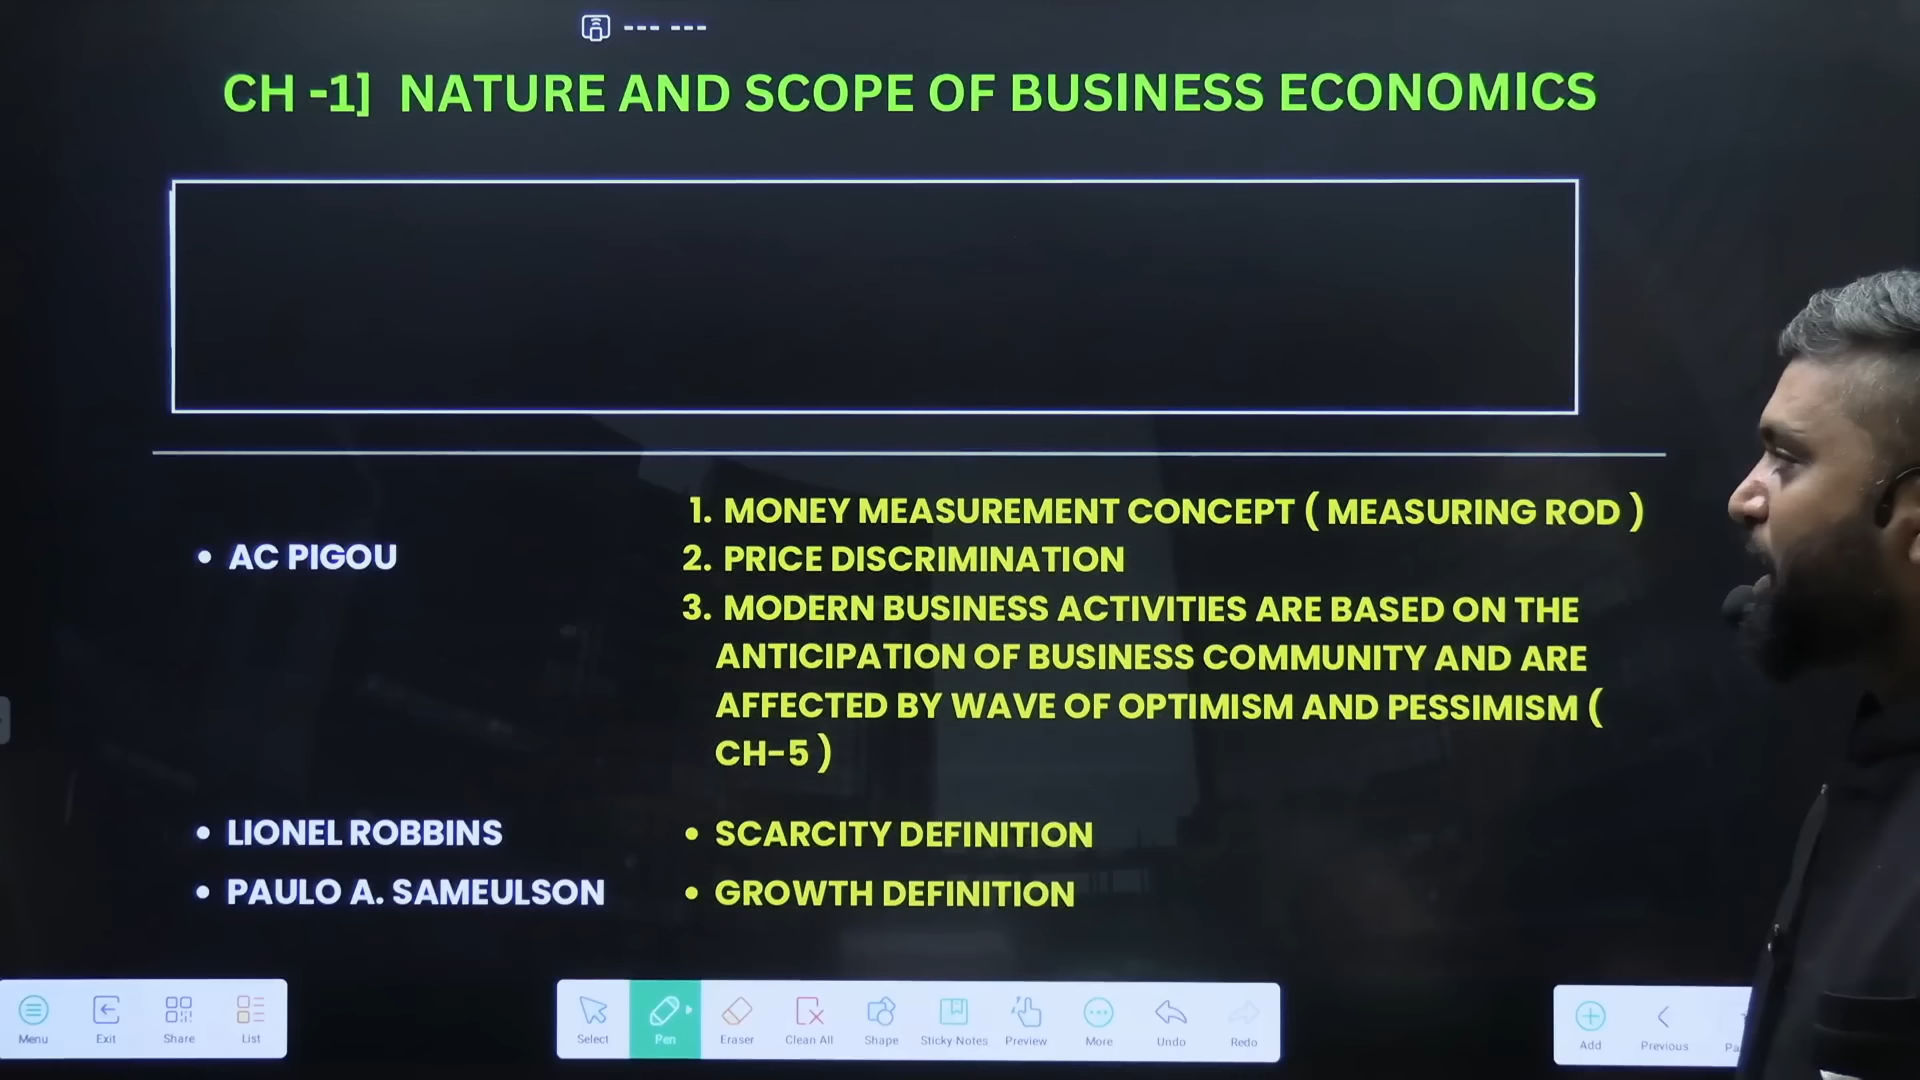 --- ---
CH -1] NATURE AND SCOPE OF BUSINESS ECONOMICS
1. MONEY MEASUREMENT CONCEPT ( MEASURING ROD )
• AC PIGOU
2. PRICE DISCRIMINATION
3. MODERN BUSINESS ACTIVITIES ARE BASED ON THE
ANTICIPATION OF BUSINESS COMMUNITY AND ARE
AFFECTED BY WAVE OF OPTIMISM AND PESSIMISM (
CH-5 )
• LIONEL ROBBINS
• SCARCITY DEFINITION
• PAULO A. SAMEULSON
• GROWTH DEFINITION
Menu Exit Share List
Select Pen Eraser Clean All Shape Sticky Notes Preview More Undo Redo
Add Previous